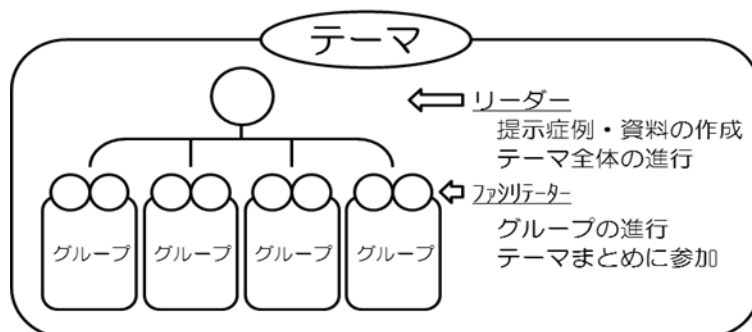 テーマ
リーダー
提示症例・資料の作成
テーマ全体の進行
ﾌｧｼﾘﾃｰﾀｰ
グループの進行
テーマまとめに参加
グループ
グループ
グループ
グループ